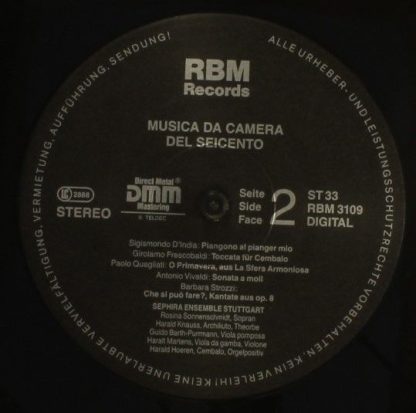 ALLE URHEBER- UND LEISTUNGSSCHUTZRECHTE VORBEHALTEN. KEIN VERLEIH! KEINE UNERLAUBTE VERVIELFÄLTIGUNG, VERMIETUNG, AUFFÜHRUNG, SENDUNG!
RBM
Records
MUSICA DA CAMERA
DEL SEICENTO
LC 2866
STEREO
Direct Metal
DMM
Mastering
® TELDEC
Seite
Side
Face
2
ST 33
RBM 3109
DIGITAL
Sigismondo D'India: Piangono al pianger mio
Girolamo Frescobaldi: Toccata für Cembalo
Paolo Quagliati: O Primavera, aus La Sfera Armoniosa
Antonio Vivaldi: Sonata a moll
Barbara Strozzi:
Che si può fare?, Kantate aus op. 8
SEPHIRA ENSEMBLE STUTTGART
Rosina Sonnenschmidt, Sopran
Harald Knauss, Archiliuto, Theorbe
Guido Barth-Purrmann, Viola pomposa
Haralt Martens, Viola da gamba, Violone
Harald Hoeren, Cembalo, Orgelpositiv